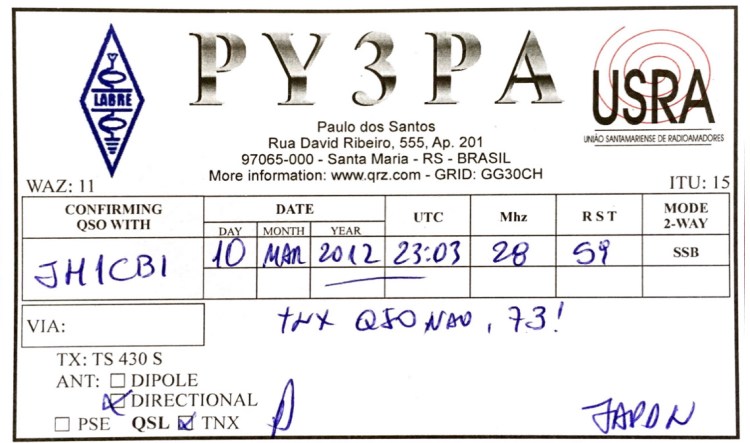 LABRE
PY3PA
USRA
UNIÃO SANTAMARIENSE DE RADIOAMADORES
Paulo dos Santos
Rua David Ribeiro, 555, Ap. 201
97065-000 - Santa Maria - RS - BRASIL
More information: www.qrz.com - GRID: GG30CH
WAZ: 11
ITU: 15
CONFIRMING QSO WITH DATE UTC Mhz R S T MODE 2-WAY
DAY MONTH YEAR
JH1CBI 10 MAR 2012 23:03 28 59 SSB
VIA:
TNX QSO NAO, 73!
TX: TS 430 S
ANT: ☐ DIPOLE
☑ DIRECTIONAL
☐ PSE QSL ☑ TNX
JAPON